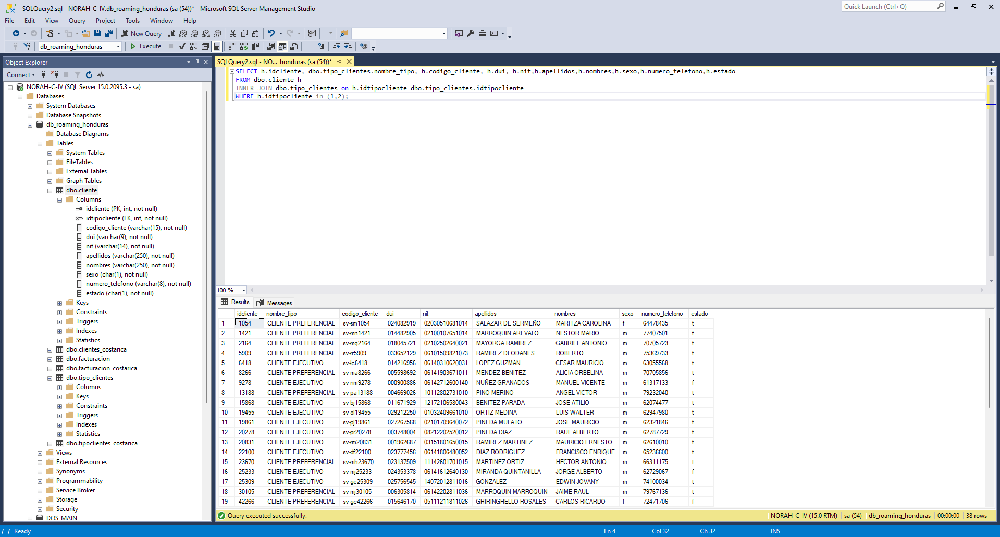 SQLQuery2.sql - NORAH-C-IV.db_roaming_honduras (sa (54))* - Microsoft SQL Server Management Studio
Quick Launch (Ctrl+Q)
File Edit View Query Project Tools Window Help
New Query MDX DMX XMLA DAX
db_roaming_honduras Execute
Object Explorer
Connect
NORAH-C-IV (SQL Server 15.0.2095.3 - sa)
Databases
System Databases
Database Snapshots
db_roaming_honduras
Database Diagrams
Tables
System Tables
FileTables
External Tables
Graph Tables
dbo.cliente
Columns
idcliente (PK, int, not null)
idtipocliente (FK, int, not null)
codigo_cliente (varchar(15), not null)
dui (varchar(9), not null)
nit (varchar(14), not null)
apellidos (varchar(250), not null)
nombres (varchar(250), not null)
sexo (char(1), not null)
numero_telefono (varchar(8), not null)
estado (char(1), not null)
Keys
Constraints
Triggers
Indexes
Statistics
dbo.clientes_costarica
dbo.facturacion
dbo.facturacion_costarica
dbo.tipo_clientes
Columns
Keys
Constraints
Triggers
Indexes
Statistics
dbo.tipoclientes_costarica
Views
External Resources
Synonyms
Programmability
Service Broker
Storage
Security
DOS_MAIN
SQLQuery2.sql - NO..._honduras (sa (54))*
SELECT h.idcliente, dbo.tipo_clientes.nombre_tipo, h.codigo_cliente, h.dui, h.nit,h.apellidos,h.nombres,h.sexo,h.numero_telefono,h.estado
FROM dbo.cliente h
INNER JOIN dbo.tipo_clientes on h.idtipocliente=dbo.tipo_clientes.idtipocliente
WHERE h.idtipocliente in (1,2);
100 %
Results Messages
idcliente nombre_tipo codigo_cliente dui nit apellidos nombres sexo numero_telefono estado
1 1054 CLIENTE PREFERENCIAL sv-sm1054 024082919 02030510681014 SALAZAR DE SERMEÑO MARITZA CAROLINA f 64478435 t
2 1421 CLIENTE PREFERENCIAL sv-mn1421 014482905 02100107651014 MARROQUIN AREVALO NESTOR MARIO m 77407501 f
3 2164 CLIENTE PREFERENCIAL sv-mg2164 018045721 02102502640021 MAYORGA RAMIREZ GABRIEL ANTONIO m 70705723 t
4 5909 CLIENTE PREFERENCIAL sv-rr5909 033652129 06101509821073 RAMIREZ DEODANES ROBERTO m 75369733 t
5 6418 CLIENTE EJECUTIVO sv-lc6418 014216956 06140310620031 LOPEZ GUZMAN CESAR MAURICIO m 63055568 t
6 8266 CLIENTE PREFERENCIAL sv-ma8266 005598692 06141903671011 MENDEZ BENITEZ ALICIA ORBELINA m 70705856 t
7 9278 CLIENTE EJECUTIVO sv-nm9278 000900886 06142712600140 NUÑEZ GRANADOS MANUEL VICENTE m 61317133 f
8 13188 CLIENTE PREFERENCIAL sv-pa13188 004669026 10112802731010 PINO MERINO ANGEL VICTOR m 79232040 t
9 15868 CLIENTE EJECUTIVO sv-bj15868 011671929 12172106580043 BENITEZ PARADA JOSE ATILIO m 62074477 t
10 19455 CLIENTE EJECUTIVO sv-ol19455 029212250 01032409661010 ORTIZ MEDINA LUIS WALTER m 62947980 t
11 19861 CLIENTE EJECUTIVO sv-pj19861 027267568 02101709640072 PINEDA MULATO JOSE MAURICIO m 62321846 t
12 20278 CLIENTE EJECUTIVO sv-pr20278 003748004 08212202520012 PINEDA DIAZ RAUL ALBERTO m 62787729 t
13 20831 CLIENTE EJECUTIVO sv-rm20831 001962687 03151801650015 RAMIREZ MARTINEZ MAURICIO ERNESTO m 62610010 t
14 22100 CLIENTE EJECUTIVO sv-df22100 023777456 06141806480052 DIAZ RODRIGUEZ FRANCISCO ENRIQUE m 65236600 t
15 23670 CLIENTE PREFERENCIAL sv-mh23670 023137509 11142601701015 MARTINEZ ORTIZ HECTOR ANTONIO m 66311175 t
16 25233 CLIENTE EJECUTIVO sv-mj25233 024353378 06141612640130 MIRANDA QUINTANILLA JORGE ALBERTO m 62729067 f
17 25309 CLIENTE EJECUTIVO sv-ge25309 025756545 14072012811016 GONZALEZ EDWIN JOVANY m 74100034 t
18 30105 CLIENTE PREFERENCIAL sv-mj30105 006305814 06142202811036 MARROQUIN MARROQUIN JAIME RAUL m 79767136 t
19 42266 CLIENTE PREFERENCIAL sv-gc42266 015646170 05111211811026 GHIRINGHELLO ROSALES CARLOS RICARDO f 72471706 f
Query executed successfully. NORAH-C-IV (15.0 RTM) sa (54) db_roaming_honduras 00:00:00 38 rows
Ready Ln 4 Col 32 Ch 32 INS